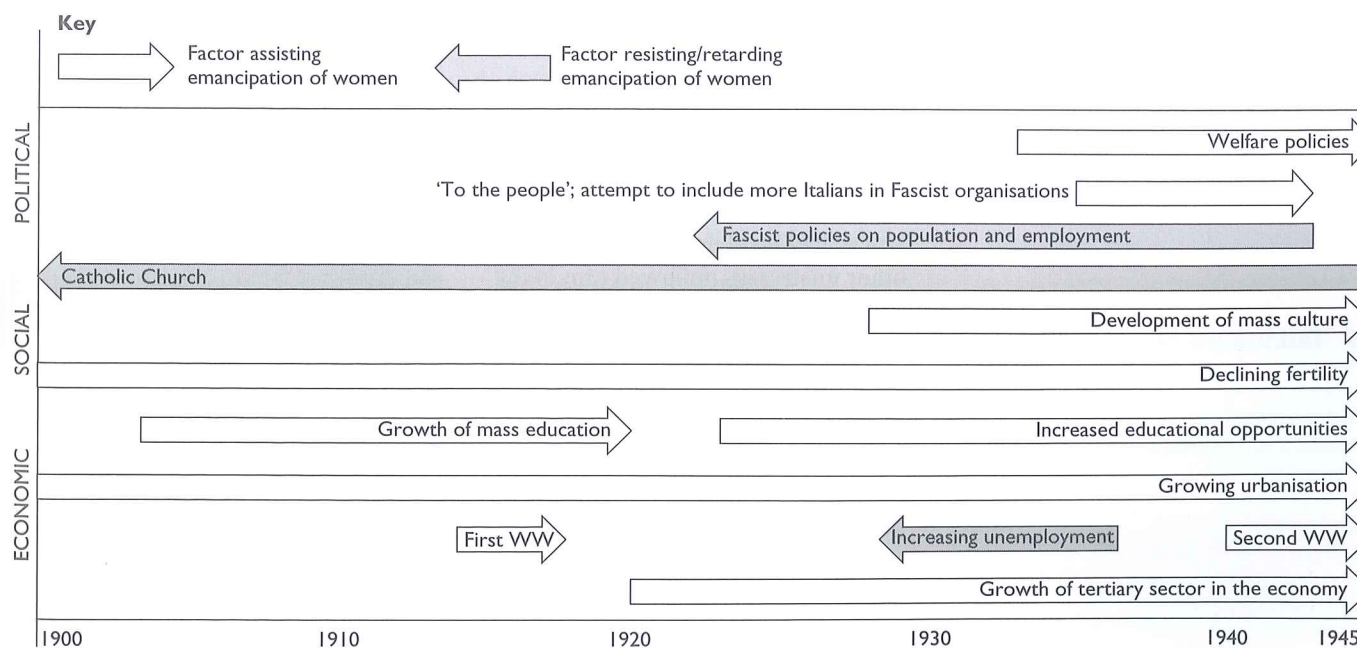 Key
Factor assisting
emancipation of women
Factor resisting/retarding
emancipation of women
POLITICAL
Welfare policies
'To the people'; attempt to include more Italians in Fascist organisations
Fascist policies on population and employment
Catholic Church
SOCIAL
Development of mass culture
Declining fertility
Growth of mass education
Increased educational opportunities
ECONOMIC
Growing urbanisation
First WW
Increasing unemployment
Second WW
Growth of tertiary sector in the economy
1900
1910
1920
1930
1940
1945